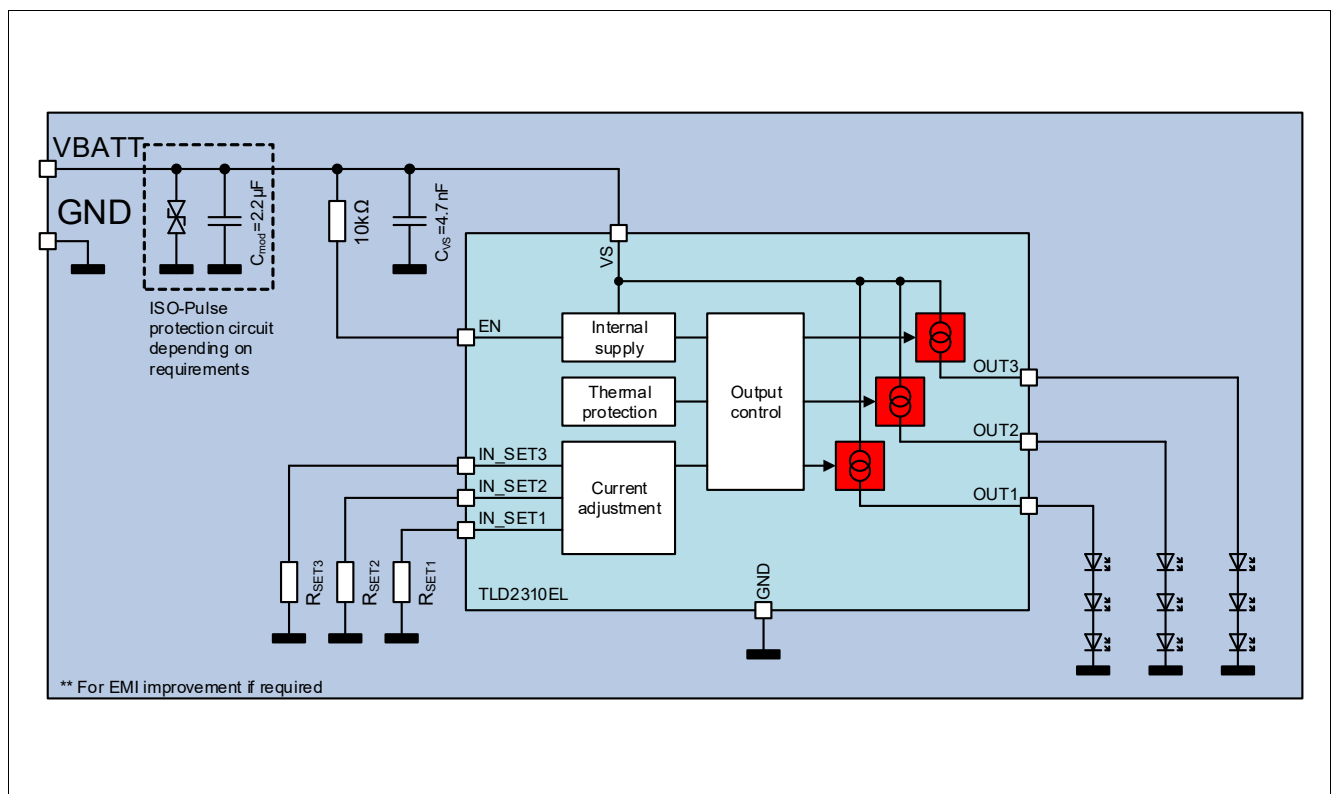 VBATT
GND
Cmod=2.2µF
10kΩ
CVS=4.7nF
ISO-Pulse
protection circuit
depending on
requirements
VS
EN
Internal
supply
Thermal
protection
Output
control
OUT3
OUT2
OUT1
IN_SET3
IN_SET2
IN_SET1
Current
adjustment
RSET3
RSET2
RSET1
TLD2310EL
GND
** For EMI improvement if required